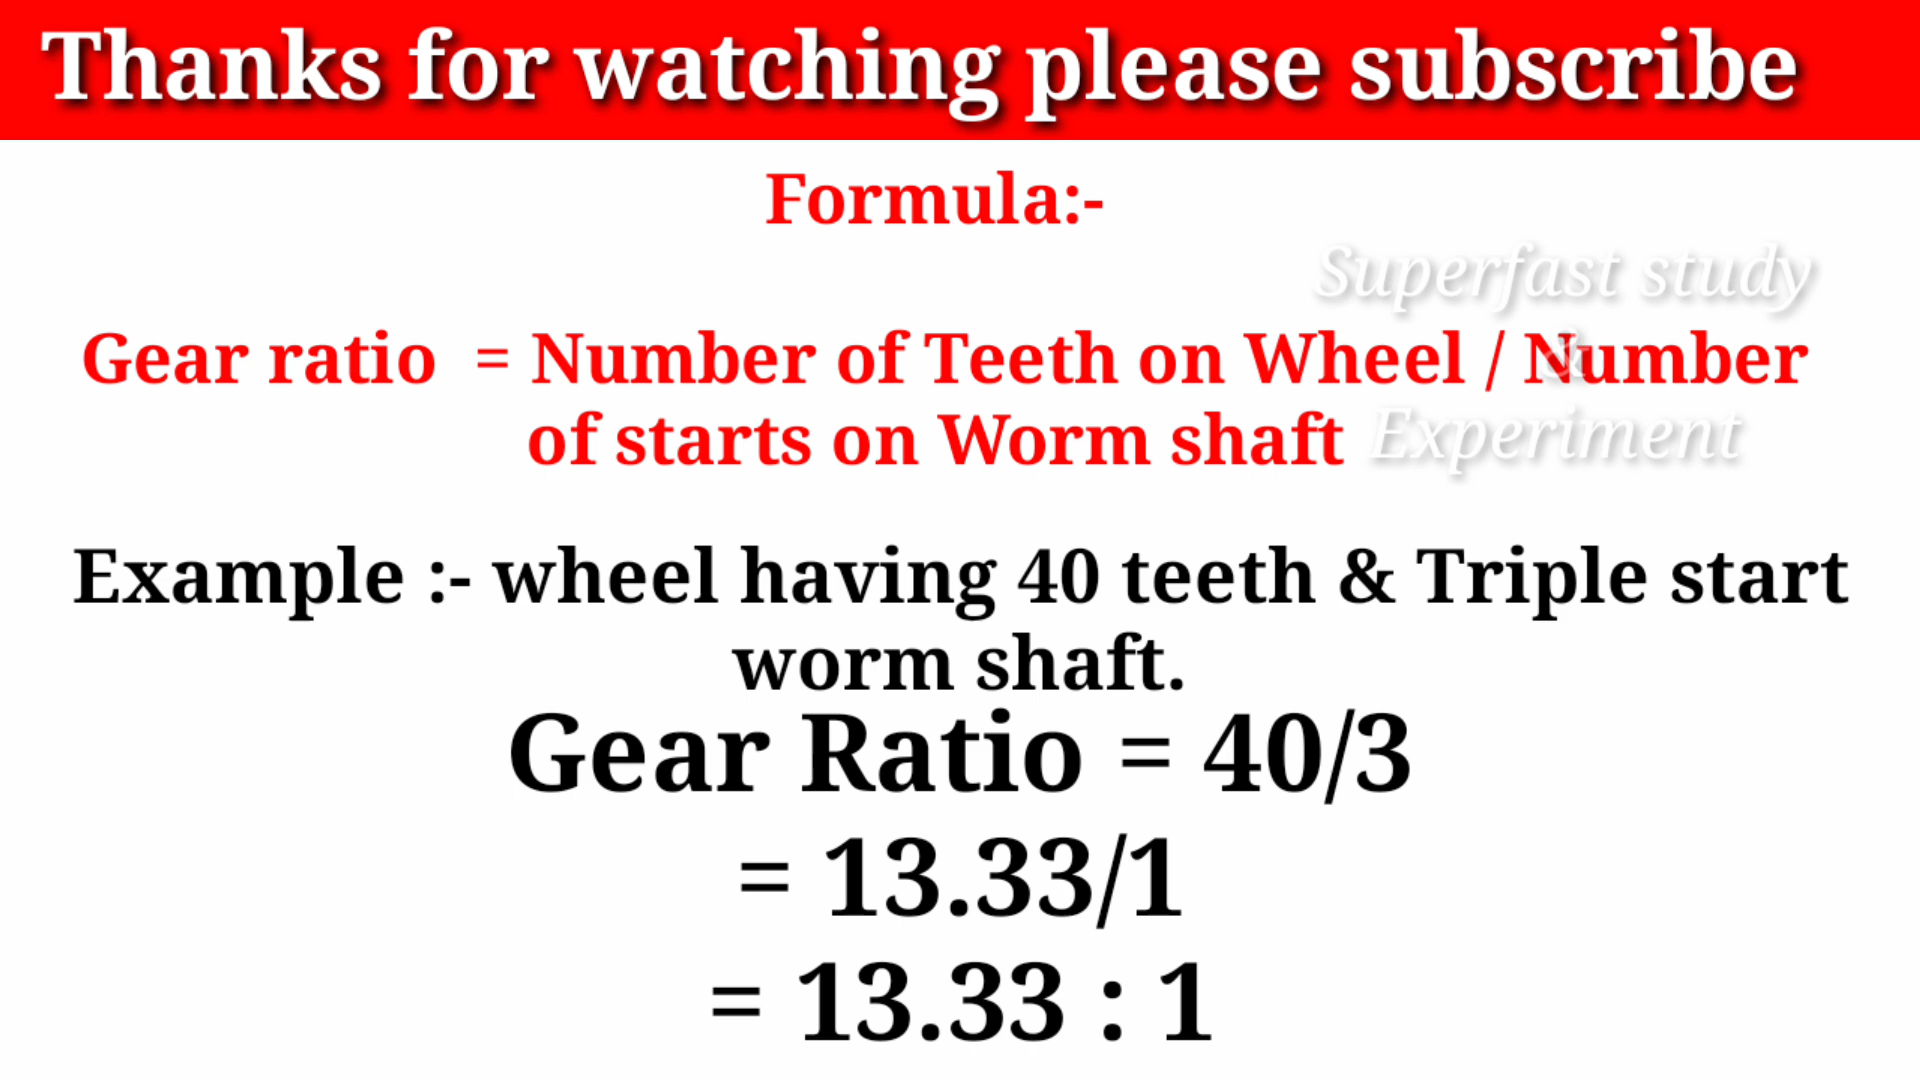 Thanks for watching please subscribe
Formula:-
Superfast study
&
Experiment
Gear ratio = Number of Teeth on Wheel / Number
of starts on Worm shaft
Example :- wheel having 40 teeth & Triple start
worm shaft.
Gear Ratio = 40/3
= 13.33/1
= 13.33 : 1